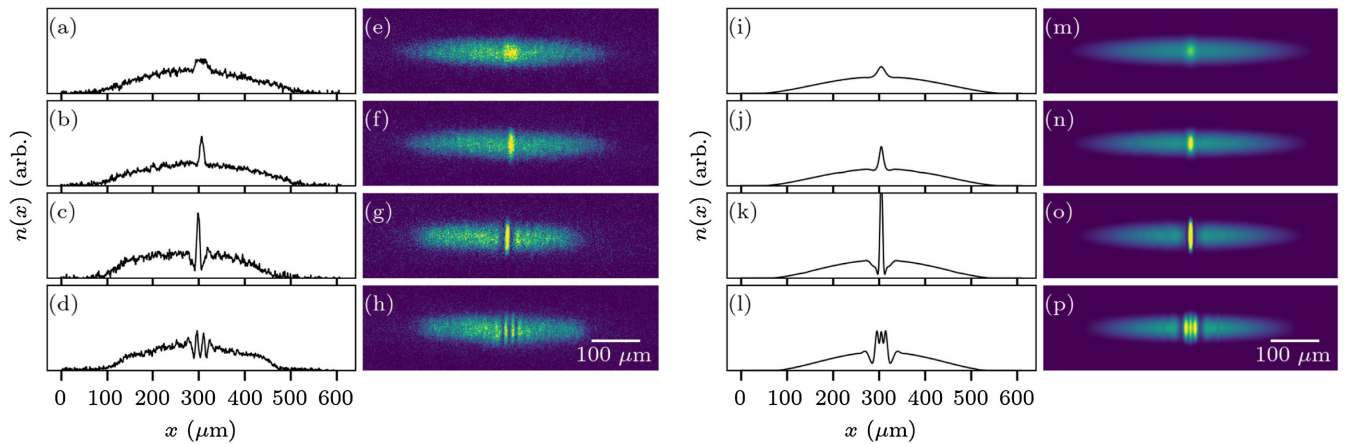 (a) (e) (i) (m)
(b) (f) (j) (n)
n(x) (arb.) n(x) (arb.)
(c) (g) (k) (o)
(d) (h) (l) (p)
100 μm 100 μm
0 100 200 300 400 500 600 0 100 200 300 400 500 600
x (μm) x (μm)